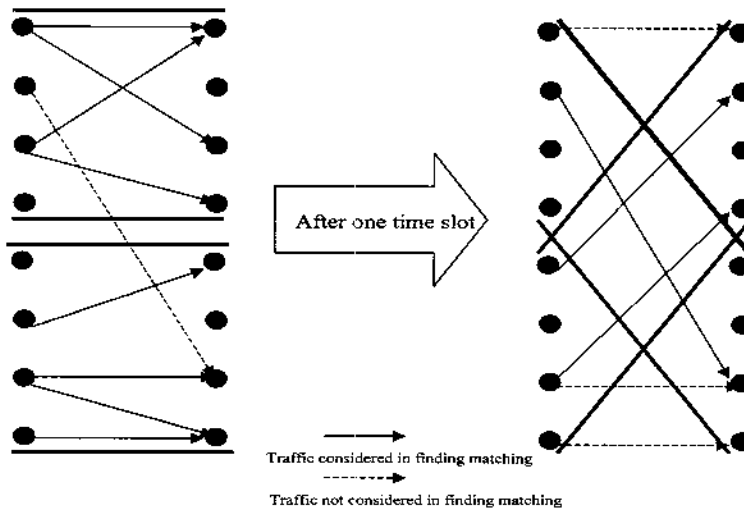 After one time slot
Traffic considered in finding matching
Traffic not considered in finding matching